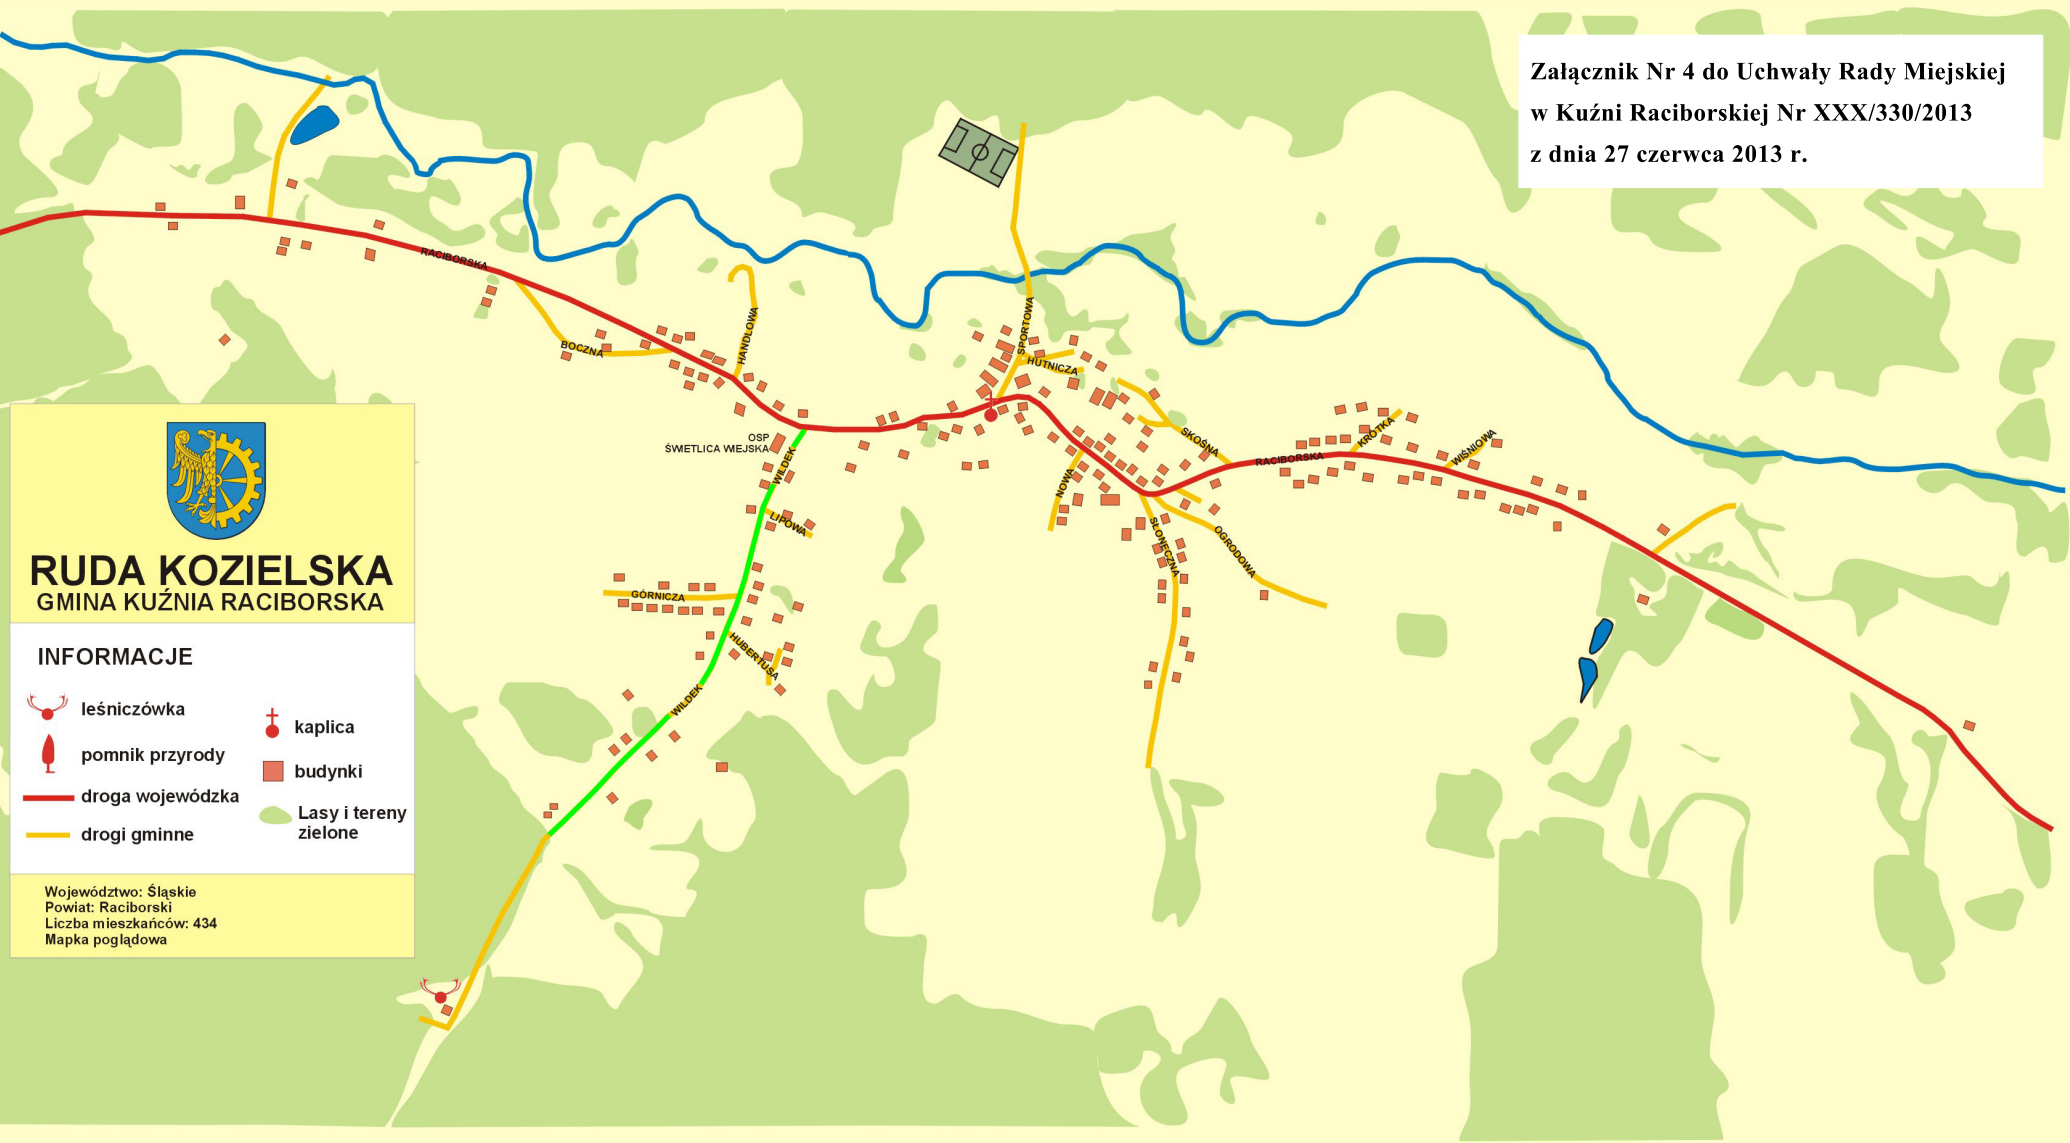 Załącznik Nr 4 do Uchwały Rady Miejskiej
w Kuźni Raciborskiej Nr XXX/330/2013
z dnia 27 czerwca 2013 r.
RACIBORSKA
BOCZNA
HANDLOWA
SPORTOWA
HUTNICZA
SKOŚNA
RACIBORSKA
KRÓTKA
WIŚNIOWA
OSP
ŚWIETLICA WIEJSKA
WILDEK
LIPOWA
NOWA
SŁONECZNA
OGRODOWA
GÓRNICZA
HUBERTUSA
WILDEK
RUDA KOZIELSKA
GMINA KUŹNIA RACIBORSKA
INFORMACJE
leśniczówka
pomnik przyrody
droga wojewódzka
drogi gminne
kaplica
budynki
Lasy i tereny
zielone
Województwo: Śląskie
Powiat: Raciborski
Liczba mieszkańców: 434
Mapka poglądowa